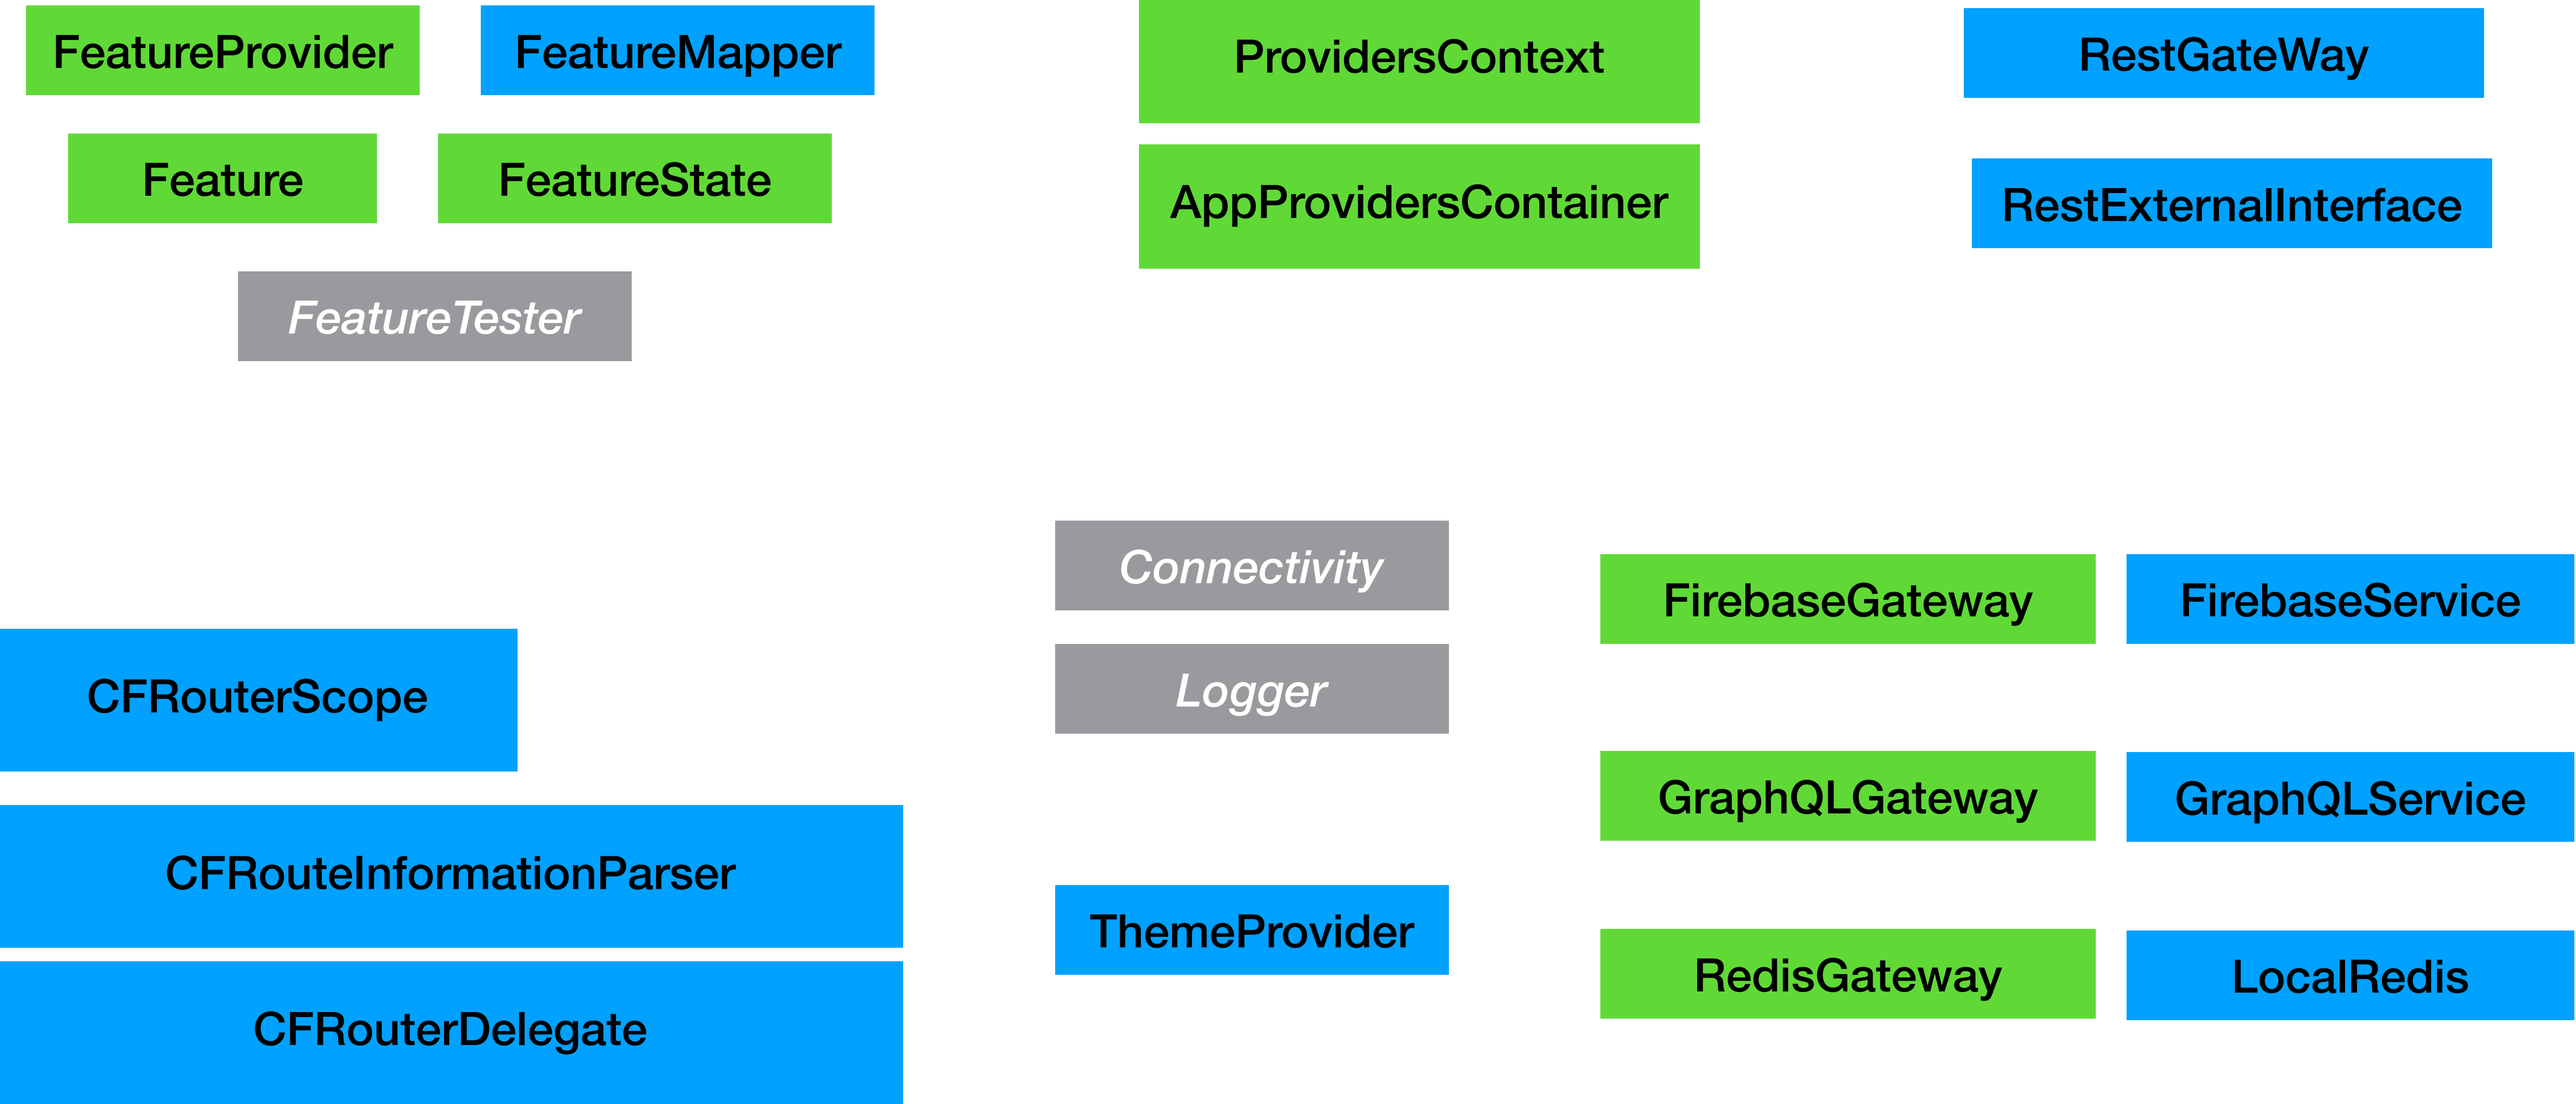 FeatureProvider
FeatureMapper
Feature
FeatureState
FeatureTester
ProvidersContext
AppProvidersContainer
RestGateWay
RestExternalInterface
CFRouterScope
CFRouteInformationParser
CFRouterDelegate
Connectivity
Logger
ThemeProvider
FirebaseGateway
FirebaseService
GraphQLGateway
GraphQLService
RedisGateway
LocalRedis